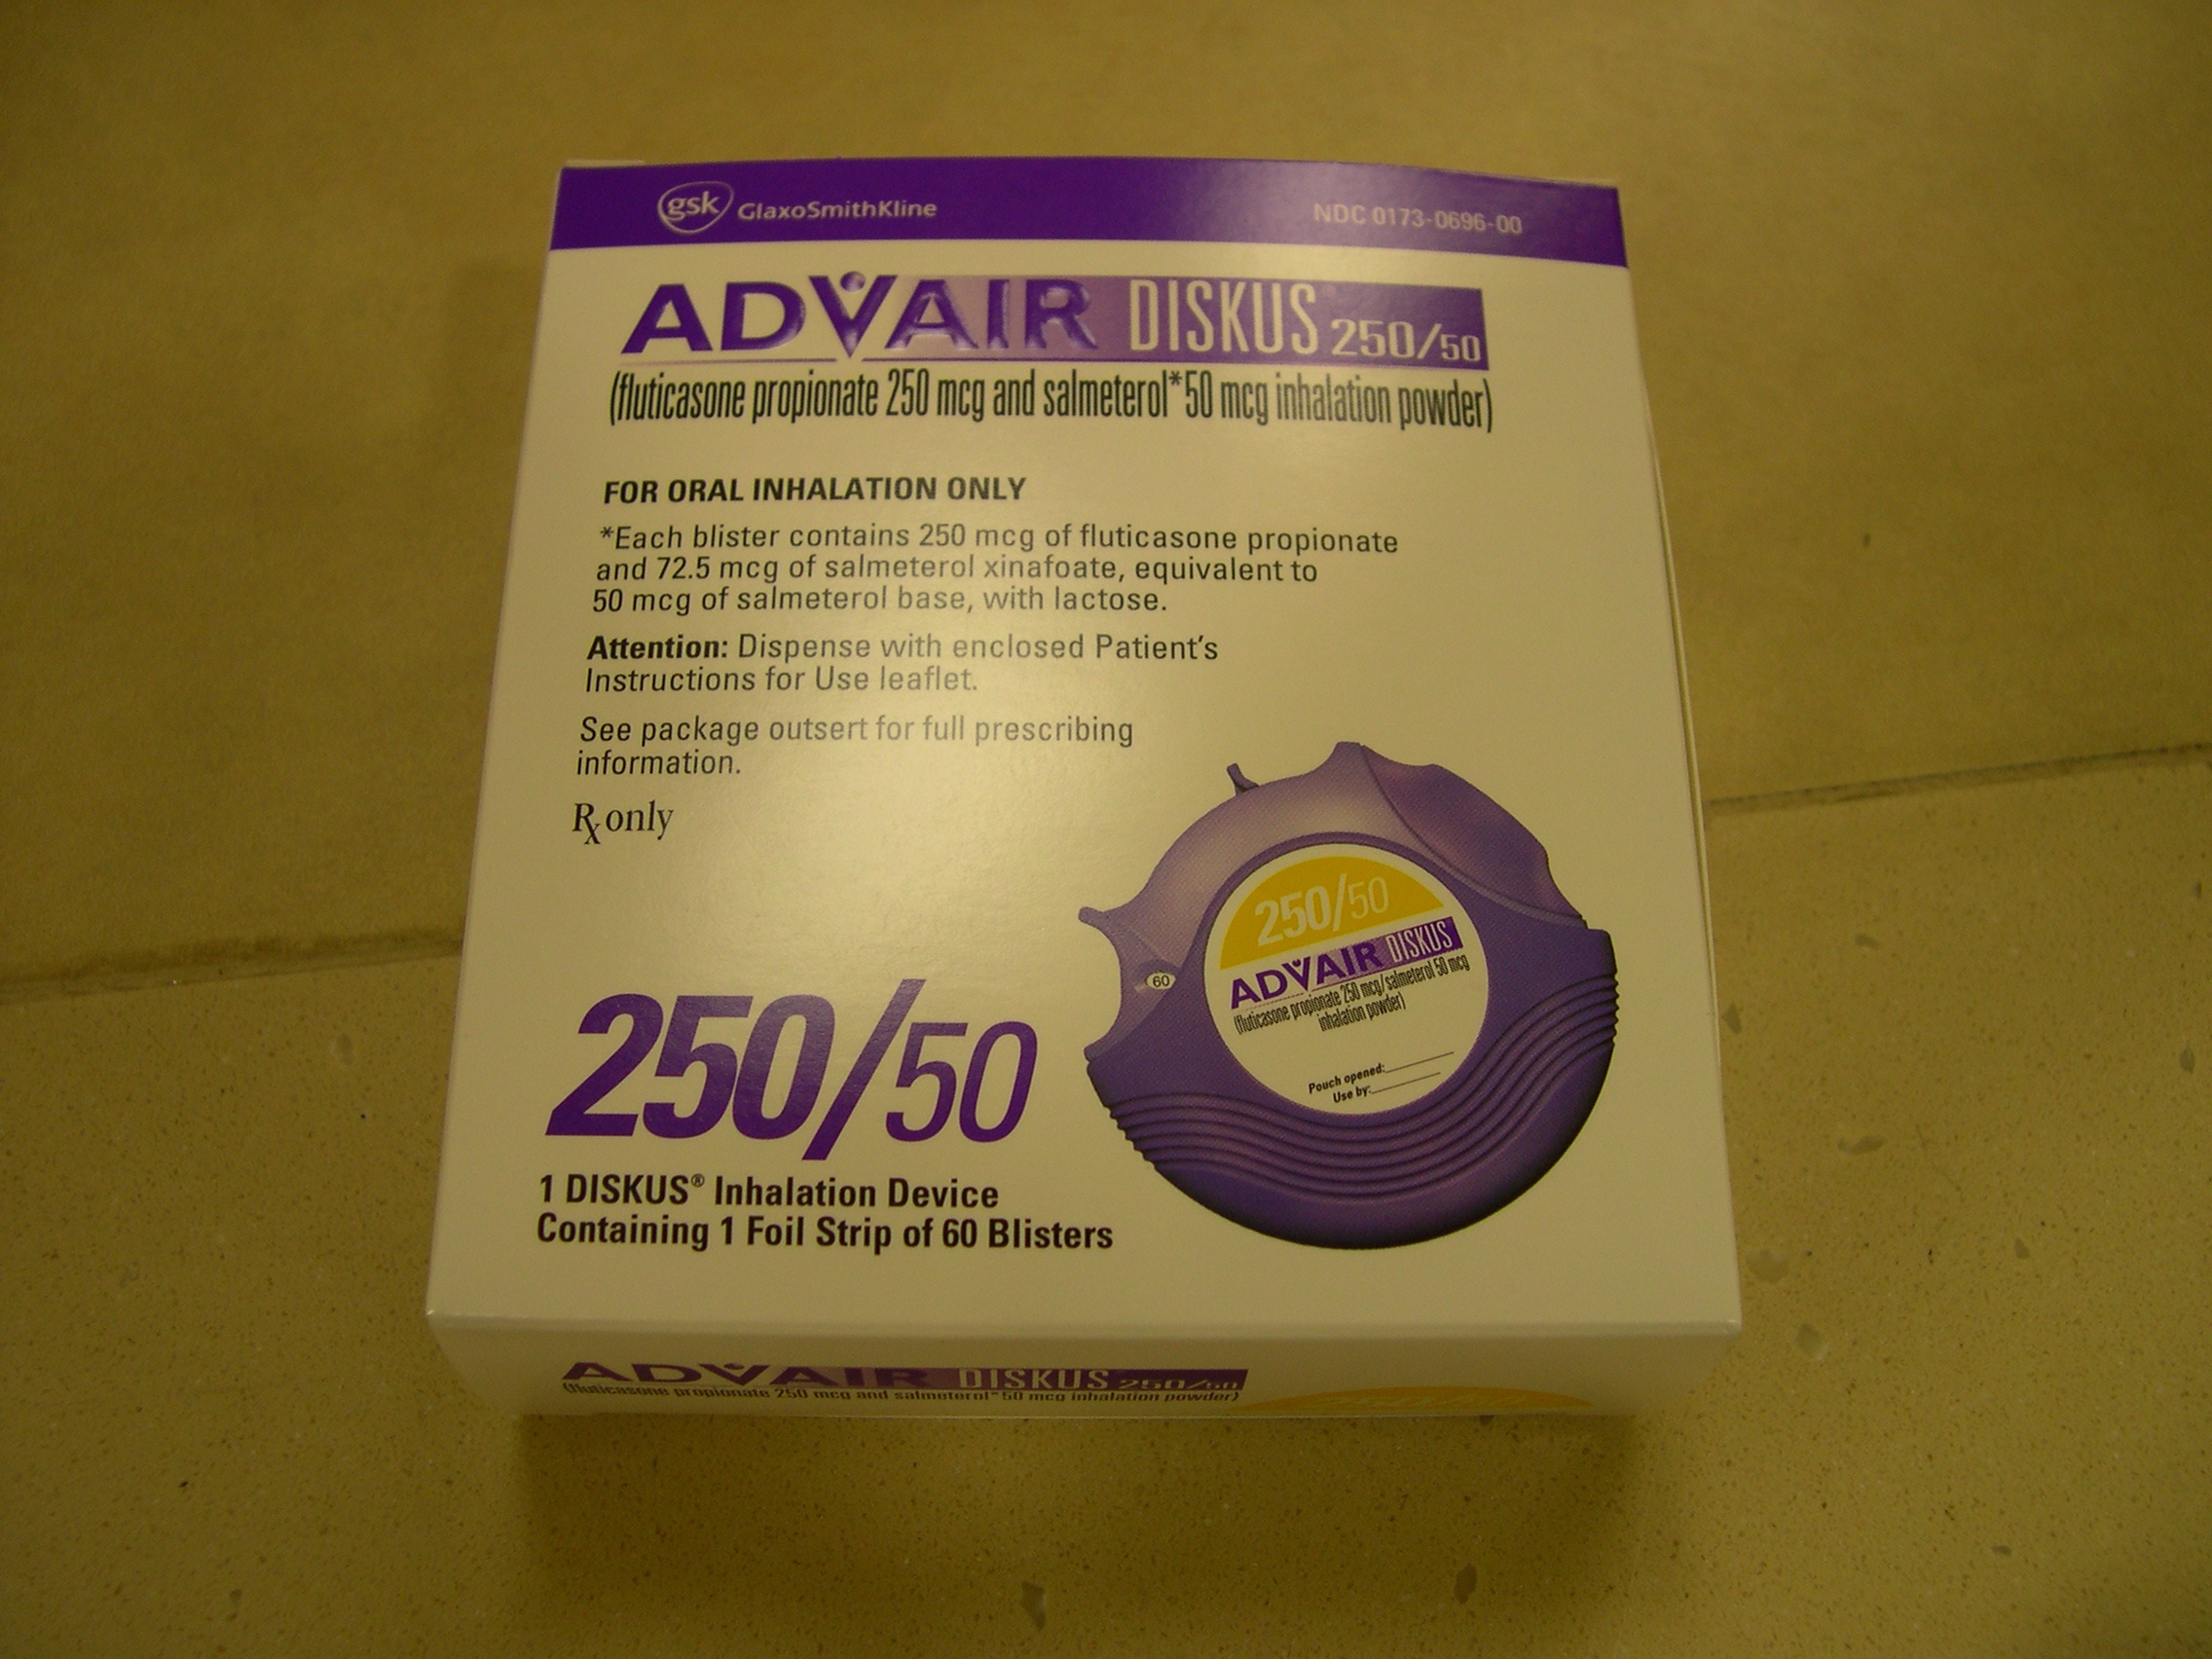 gsk GlaxoSmithKline
NDC 0173-0696-00
ADVAIR DISKUS 250/50
(fluticasone propionate 250 mcg and salmeterol* 50 mcg inhalation powder)
FOR ORAL INHALATION ONLY
*Each blister contains 250 mcg of fluticasone propionate
and 72.5 mcg of salmeterol xinafoate, equivalent to
50 mcg of salmeterol base, with lactose.
Attention: Dispense with enclosed Patient's
Instructions for Use leaflet.
See package outsert for full prescribing
information.
℞ only
250/50
1 DISKUS® Inhalation Device
Containing 1 Foil Strip of 60 Blisters
60
250/50
ADVAIR DISKUS
(fluticasone propionate 250 mcg/salmeterol 50 mcg
inhalation powder)
Pouch opened:
Use by:
ADVAIR DISKUS 250/50
(fluticasone propionate 250 mcg and salmeterol* 50 mcg inhalation powder)